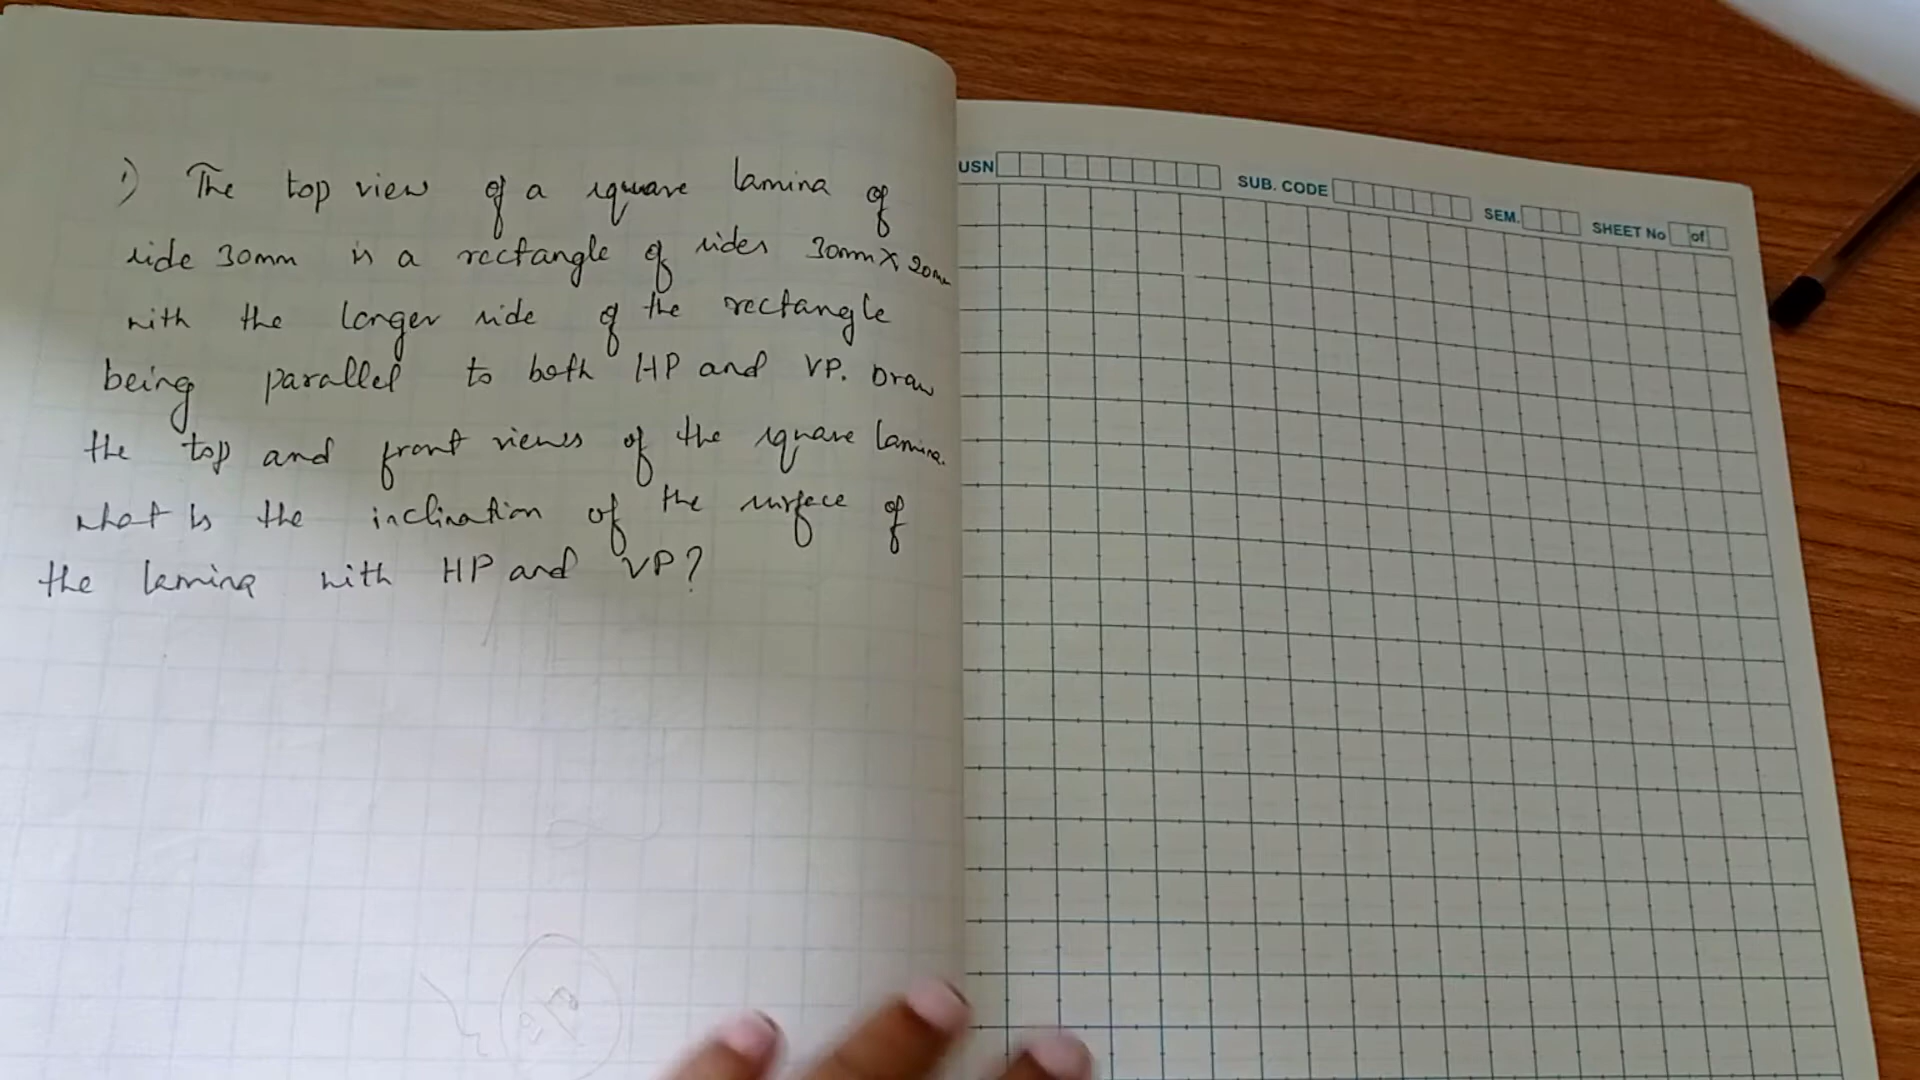 1) The top view of a square lamina of
side 30mm is a rectangle of sides 30mm X 20mm
with the longer side of the rectangle
being parallel to both HP and VP. Draw
the top and front views of the square lamina.
what is the inclination of the surface of
the lamina with HP and VP?
USN
SUB. CODE
SEM.
SHEET No of